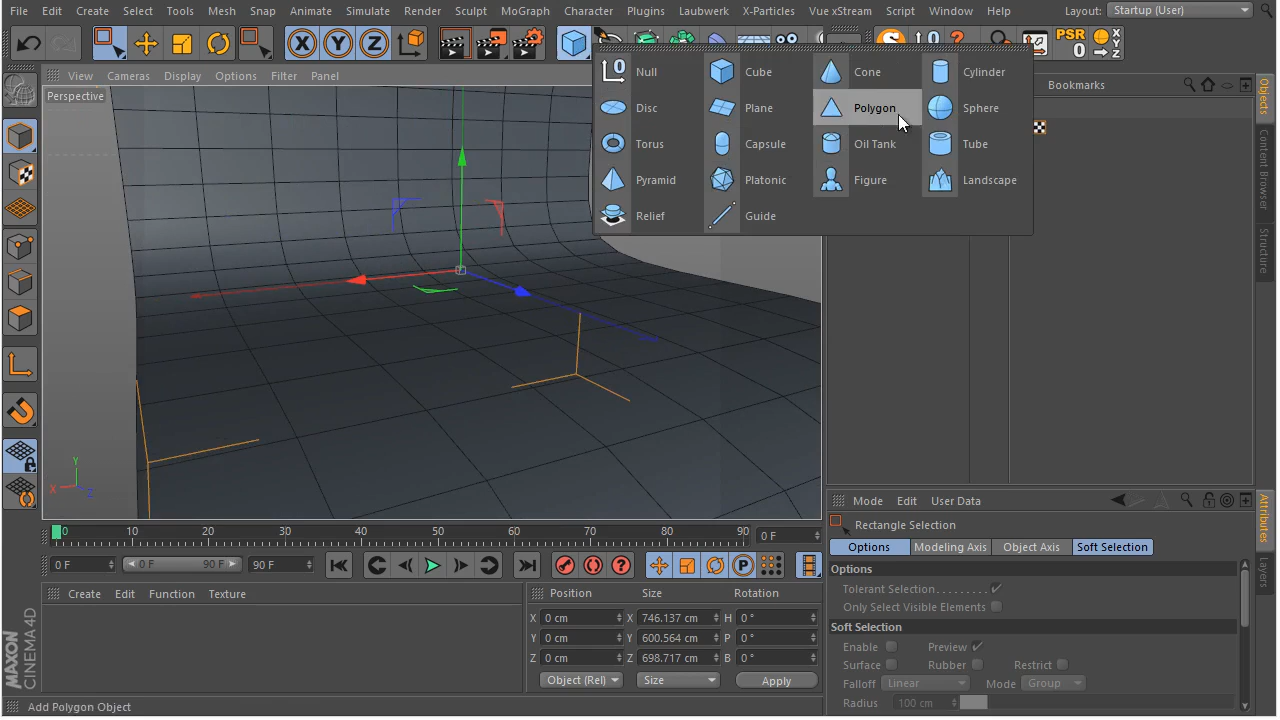 File Edit Create Select Tools Mesh Snap Animate Simulate Render Sculpt MoGraph Character Plugins Laubwerk X-Particles Vue xStream Script Window Help Layout: Startup (User)
X Y Z PSR 0 X Y Z
View Cameras Display Options Filter Panel
Bookmarks
Perspective
Null Cube Cone Cylinder
Disc Plane Polygon Sphere
Torus Capsule Oil Tank Tube
Pyramid Platonic Figure Landscape
Relief Guide
Objects
Structure
Y
X Z
Mode Edit User Data
Attributes
Layers
Rectangle Selection
Options Modeling Axis Object Axis Soft Selection
Options
Tolerant Selection
Only Select Visible Elements
Soft Selection
Enable Preview
Surface Rubber Restrict
Falloff Linear Mode Group
Radius 100 cm
0 10 20 30 40 50 60 70 80 90 0 F
0 F 0 F 90 F 90 F P
Create Edit Function Texture
Position Size Rotation
X 0 cm X 746.137 cm H 0 °
Y 0 cm Y 600.564 cm P 0 °
Z 0 cm Z 698.717 cm B 0 °
Object (Rel) Size Apply
MAXON
CINEMA 4D
Add Polygon Object